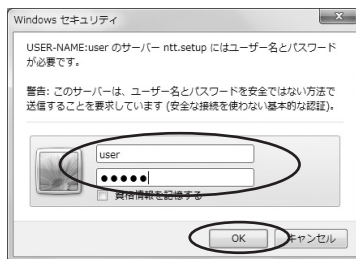 Windows セキュリティ
USER-NAME:user のサーバー ntt.setup にはユーザー名とパスワード
が必要です。
警告: このサーバーは、ユーザー名とパスワードを安全ではない方法で
送信することを要求しています (安全な接続を使わない基本的な認証)。
user
●●●●●
資格情報を記憶する
OK
キャンセル